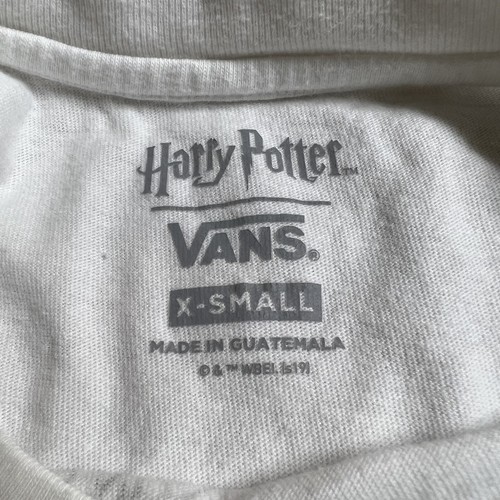 Harry Potter™
VANS®
X-SMALL
MADE IN GUATEMALA
© & ™ WBEI. (s19)